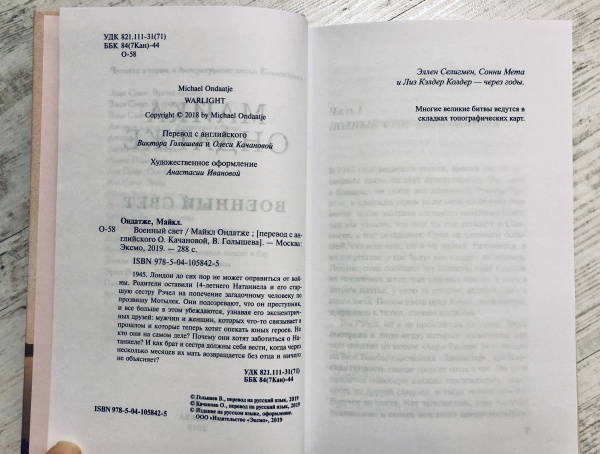 УДК 821.111-31(71)
ББК 84(7Кан)-44
О-58
Michael Ondaatje
WARLIGHT
Copyright © 2018 by Michael Ondaatje
Перевод с английского
Виктора Голышева и Олеси Качановой
Художественное оформление
Анастасии Ивановой
Ондатже, Майкл.
О-58 Военный свет / Майкл Ондатже ; [перевод с ан-
глийского О. Качановой, В. Голышева]. — Москва :
Эксмо, 2019. — 288 с.
ISBN 978-5-04-105842-5
1945. Лондон до сих пор не может оправиться от вой-
ны. Родители оставили 14-летнего Натаниела и его стар-
шую сестру Рэчел на попечение загадочному человеку по
прозвищу Мотылек. Они подозревают, что он преступник,
и все больше в этом убеждаются, узнавая его эксцентрич-
ных друзей: мужчин и женщин, которых что-то связывает в
прошлом и которые теперь хотят опекать юных героев. Но
кто они на самом деле? Почему они хотят заботиться о На-
таниеле? И как брат и сестра должны себя вести, когда через
несколько месяцев их мать возвращается без отца и ничего
не объясняет?
УДК 821.111-31(71)
ББК 84(7Кан)-44
© Голышев В., перевод на русский язык, 2019
© Качанова О., перевод на русский язык, 2019
© Издание на русском языке, оформление.
ООО «Издательство «Эксмо», 2019
ISBN 978-5-04-105842-5
Эллен Селигмен, Сонни Мета
и Лиз Кэлдер Колдер — через годы.
Многие великие битвы ведутся в
складках топографических карт.